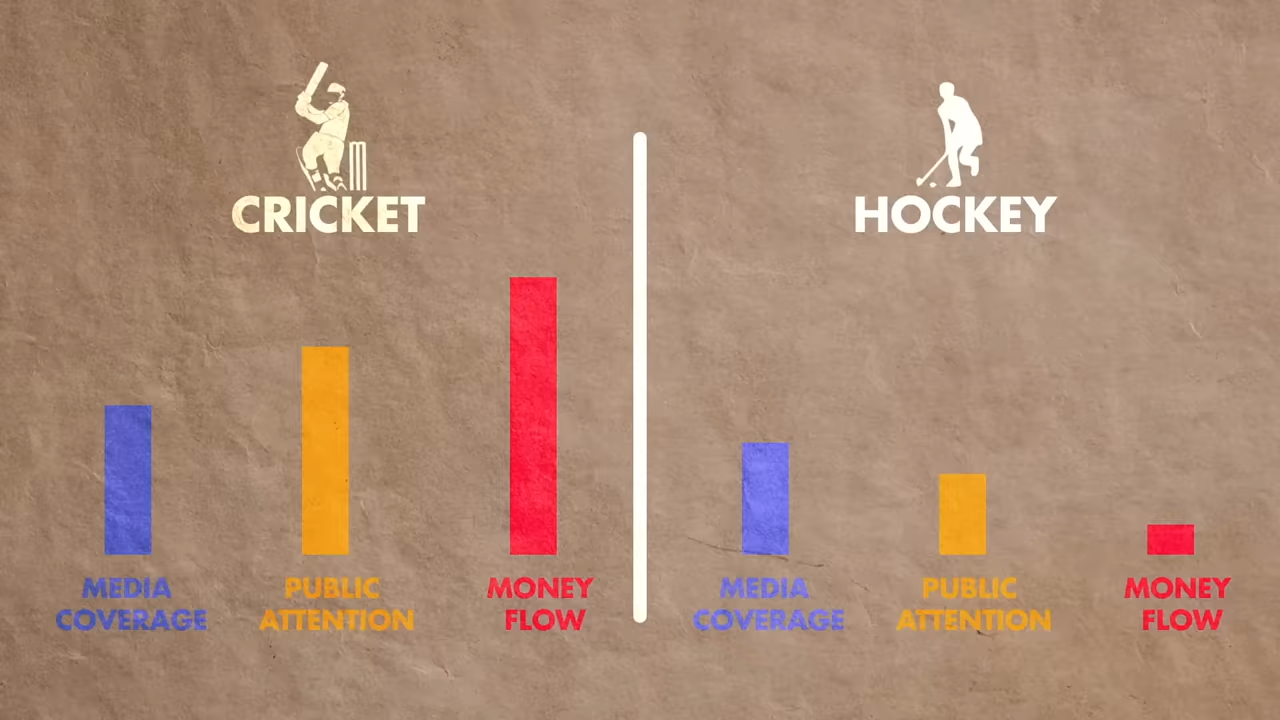 CRICKET
MEDIA
COVERAGE
PUBLIC
ATTENTION
MONEY
FLOW
HOCKEY
MEDIA
COVERAGE
PUBLIC
ATTENTION
MONEY
FLOW